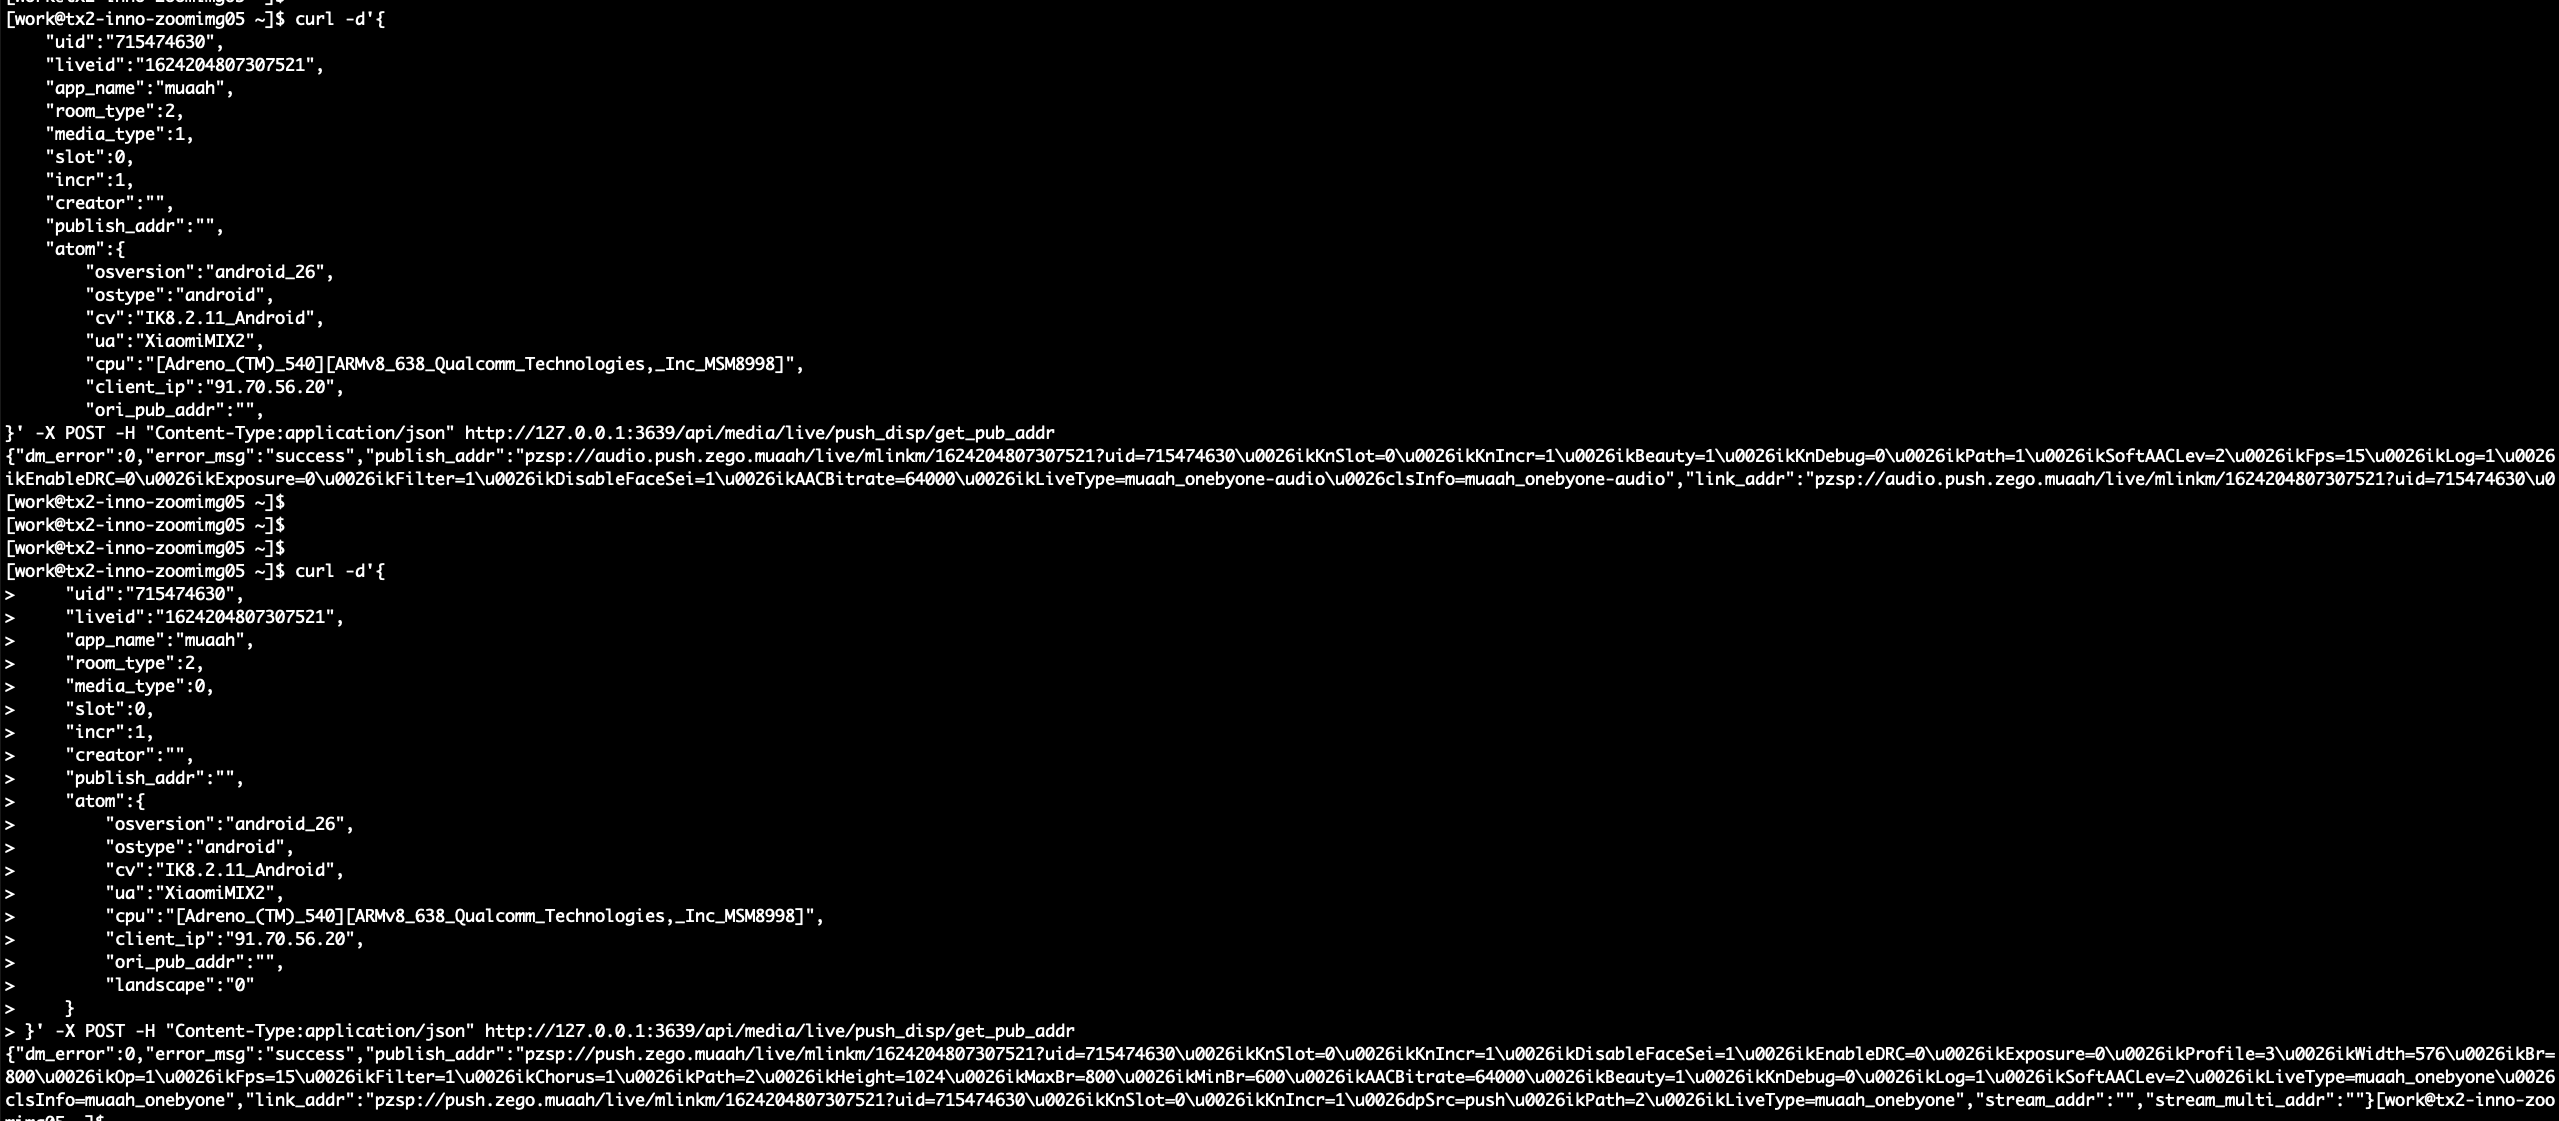 [work@tx2-inno-zoomimg05 ~]$
[work@tx2-inno-zoomimg05 ~]$ curl -d'{
    "uid":"715474630",
    "liveid":"1624204807307521",
    "app_name":"muaah",
    "room_type":2,
    "media_type":1,
    "slot":0,
    "incr":1,
    "creator":"",
    "publish_addr":"",
    "atom":{
        "osversion":"android_26",
        "ostype":"android",
        "cv":"IK8.2.11_Android",
        "ua":"XiaomiMIX2",
        "cpu":"[Adreno_(TM)_540][ARMv8_638_Qualcomm_Technologies,_Inc_MSM8998]",
        "client_ip":"91.70.56.20",
        "ori_pub_addr":"",
}' -X POST -H "Content-Type:application/json" http://127.0.0.1:3639/api/media/live/push_disp/get_pub_addr
{"dm_error":0,"error_msg":"success","publish_addr":"pzsp://audio.push.zego.muaah/live/mlinkm/1624204807307521?uid=715474630\u0026ikKnSlot=0\u0026ikKnIncr=1\u0026ikBeauty=1\u0026ikKnDebug=0\u0026ikPath=1\u0026ikSoftAACLev=2\u0026ikFps=15\u0026ikLog=1\u0026
ikEnableDRC=0\u0026ikExposure=0\u0026ikFilter=1\u0026ikDisableFaceSei=1\u0026ikAACBitrate=64000\u0026ikLiveType=muaah_onebyone-audio\u0026clsInfo=muaah_onebyone-audio","link_addr":"pzsp://audio.push.zego.muaah/live/mlinkm/1624204807307521?uid=715474630\u0
[work@tx2-inno-zoomimg05 ~]$
[work@tx2-inno-zoomimg05 ~]$
[work@tx2-inno-zoomimg05 ~]$
[work@tx2-inno-zoomimg05 ~]$ curl -d'{
>     "uid":"715474630",
>     "liveid":"1624204807307521",
>     "app_name":"muaah",
>     "room_type":2,
>     "media_type":0,
>     "slot":0,
>     "incr":1,
>     "creator":"",
>     "publish_addr":"",
>     "atom":{
>         "osversion":"android_26",
>         "ostype":"android",
>         "cv":"IK8.2.11_Android",
>         "ua":"XiaomiMIX2",
>         "cpu":"[Adreno_(TM)_540][ARMv8_638_Qualcomm_Technologies,_Inc_MSM8998]",
>         "client_ip":"91.70.56.20",
>         "ori_pub_addr":"",
>         "landscape":"0"
>     }
> }' -X POST -H "Content-Type:application/json" http://127.0.0.1:3639/api/media/live/push_disp/get_pub_addr
{"dm_error":0,"error_msg":"success","publish_addr":"pzsp://push.zego.muaah/live/mlinkm/1624204807307521?uid=715474630\u0026ikKnSlot=0\u0026ikKnIncr=1\u0026ikDisableFaceSei=1\u0026ikEnableDRC=0\u0026ikExposure=0\u0026ikProfile=3\u0026ikWidth=576\u0026ikBr=
800\u0026ikOp=1\u0026ikFps=15\u0026ikFilter=1\u0026ikChorus=1\u0026ikPath=2\u0026ikHeight=1024\u0026ikMaxBr=800\u0026ikMinBr=600\u0026ikAACBitrate=64000\u0026ikBeauty=1\u0026ikKnDebug=0\u0026ikLog=1\u0026ikSoftAACLev=2\u0026ikLiveType=muaah_onebyone\u0026
clsInfo=muaah_onebyone","link_addr":"pzsp://push.zego.muaah/live/mlinkm/1624204807307521?uid=715474630\u0026ikKnSlot=0\u0026ikKnIncr=1\u0026dpSrc=push\u0026ikPath=2\u0026ikLiveType=muaah_onebyone","stream_addr":"","stream_multi_addr":""}[work@tx2-inno-zoo
mimg05 ~]$